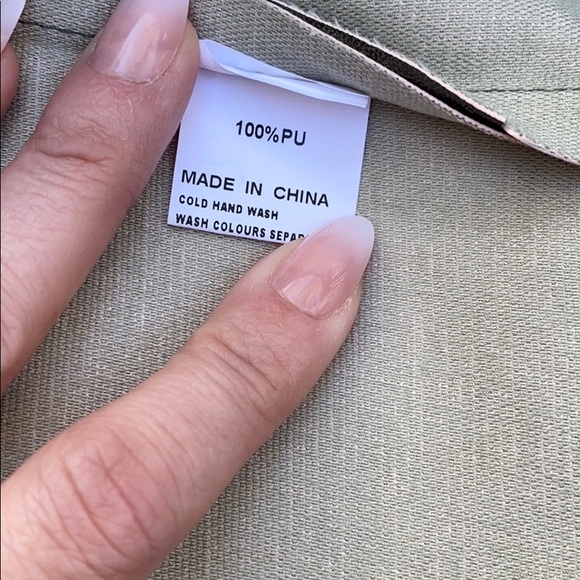 100%PU
MADE IN CHINA
COLD HAND WASH
WASH COLOURS